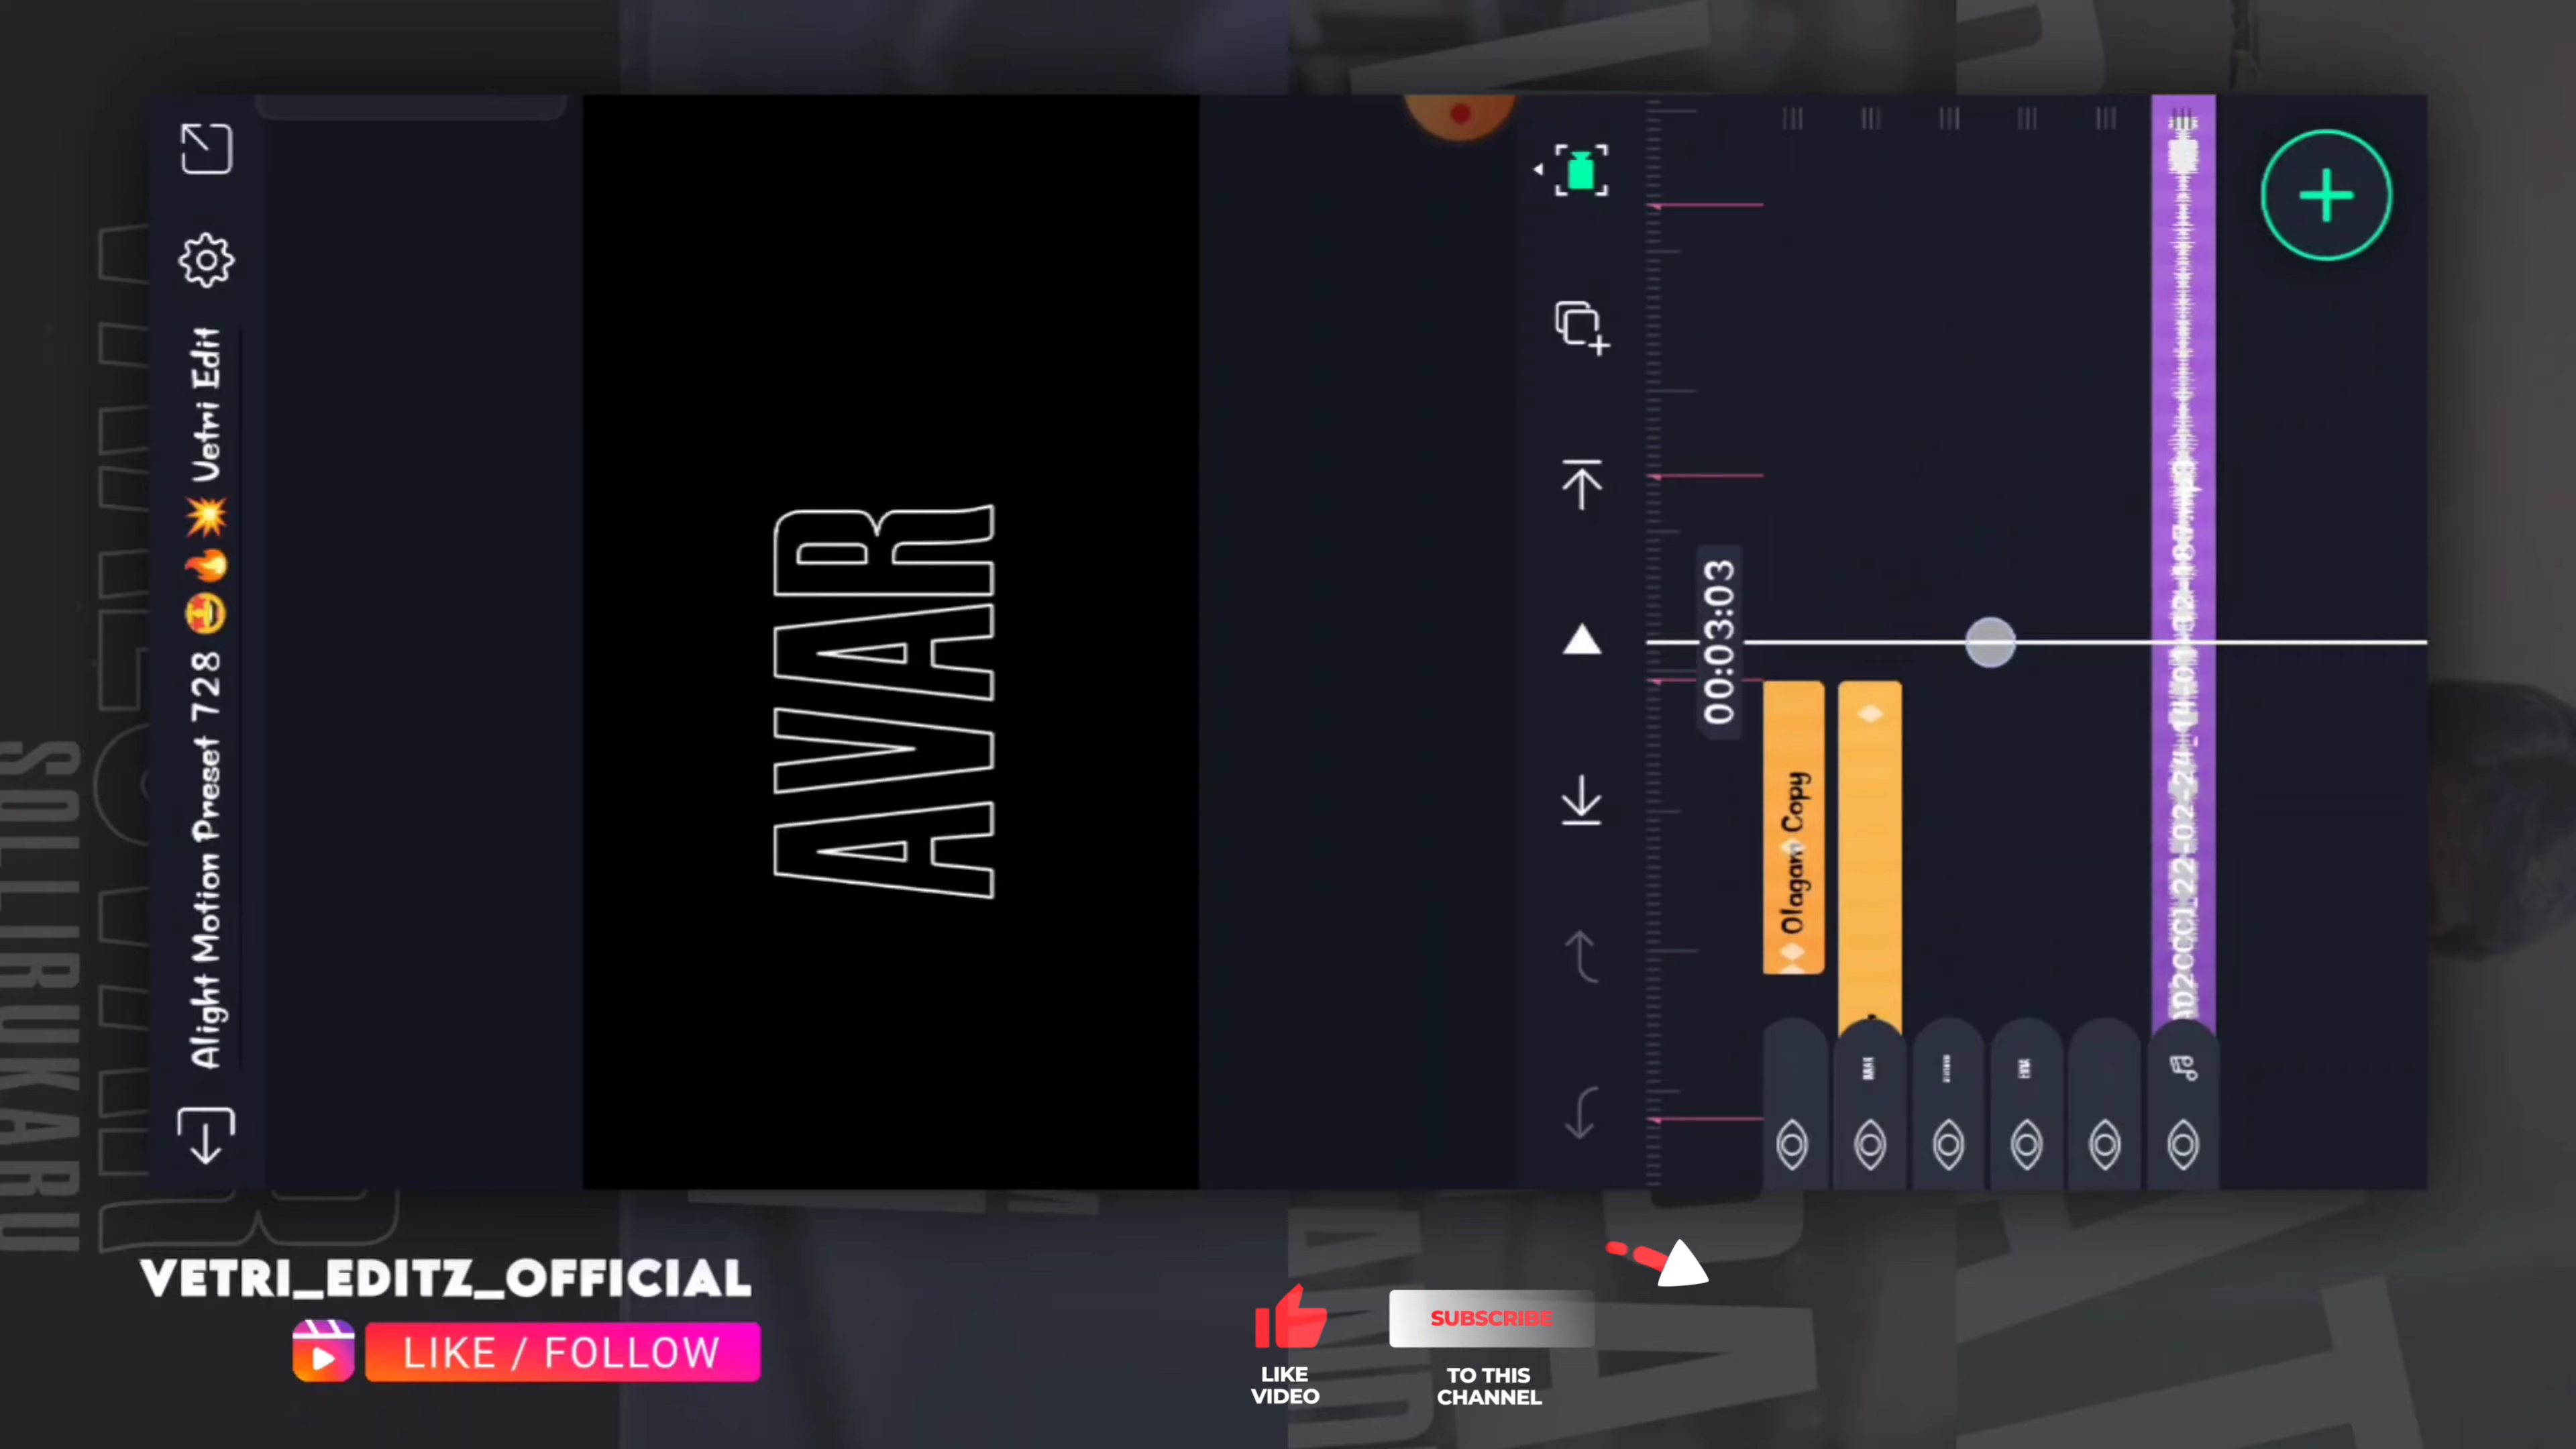 Alight Motion Preset 728 🤩🔥💥 Vetri Edit
AVAR
00:03:03
Olagam Copy
SOLLIRUKARU
VETRI_EDITZ_OFFICIAL
LIKE / FOLLOW
LIKE
VIDEO
SUBSCRIBE
TO THIS
CHANNEL